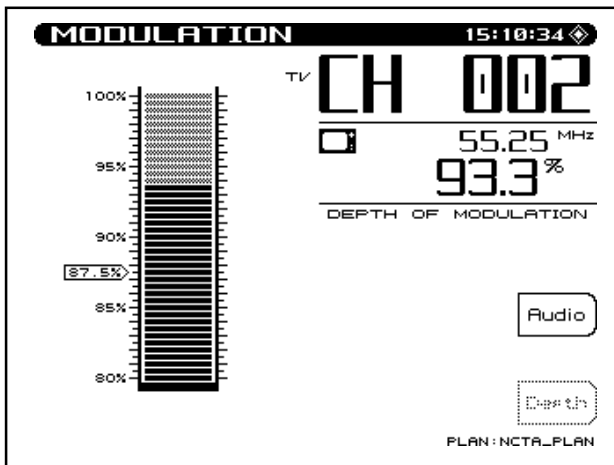 MODULATION 15:10:34
TV CH 002
55.25 MHz
93.3%
DEPTH OF MODULATION
100%
95%
90%
87.5%
85%
80%
Audio
Depth
PLAN:NCTA_PLAN